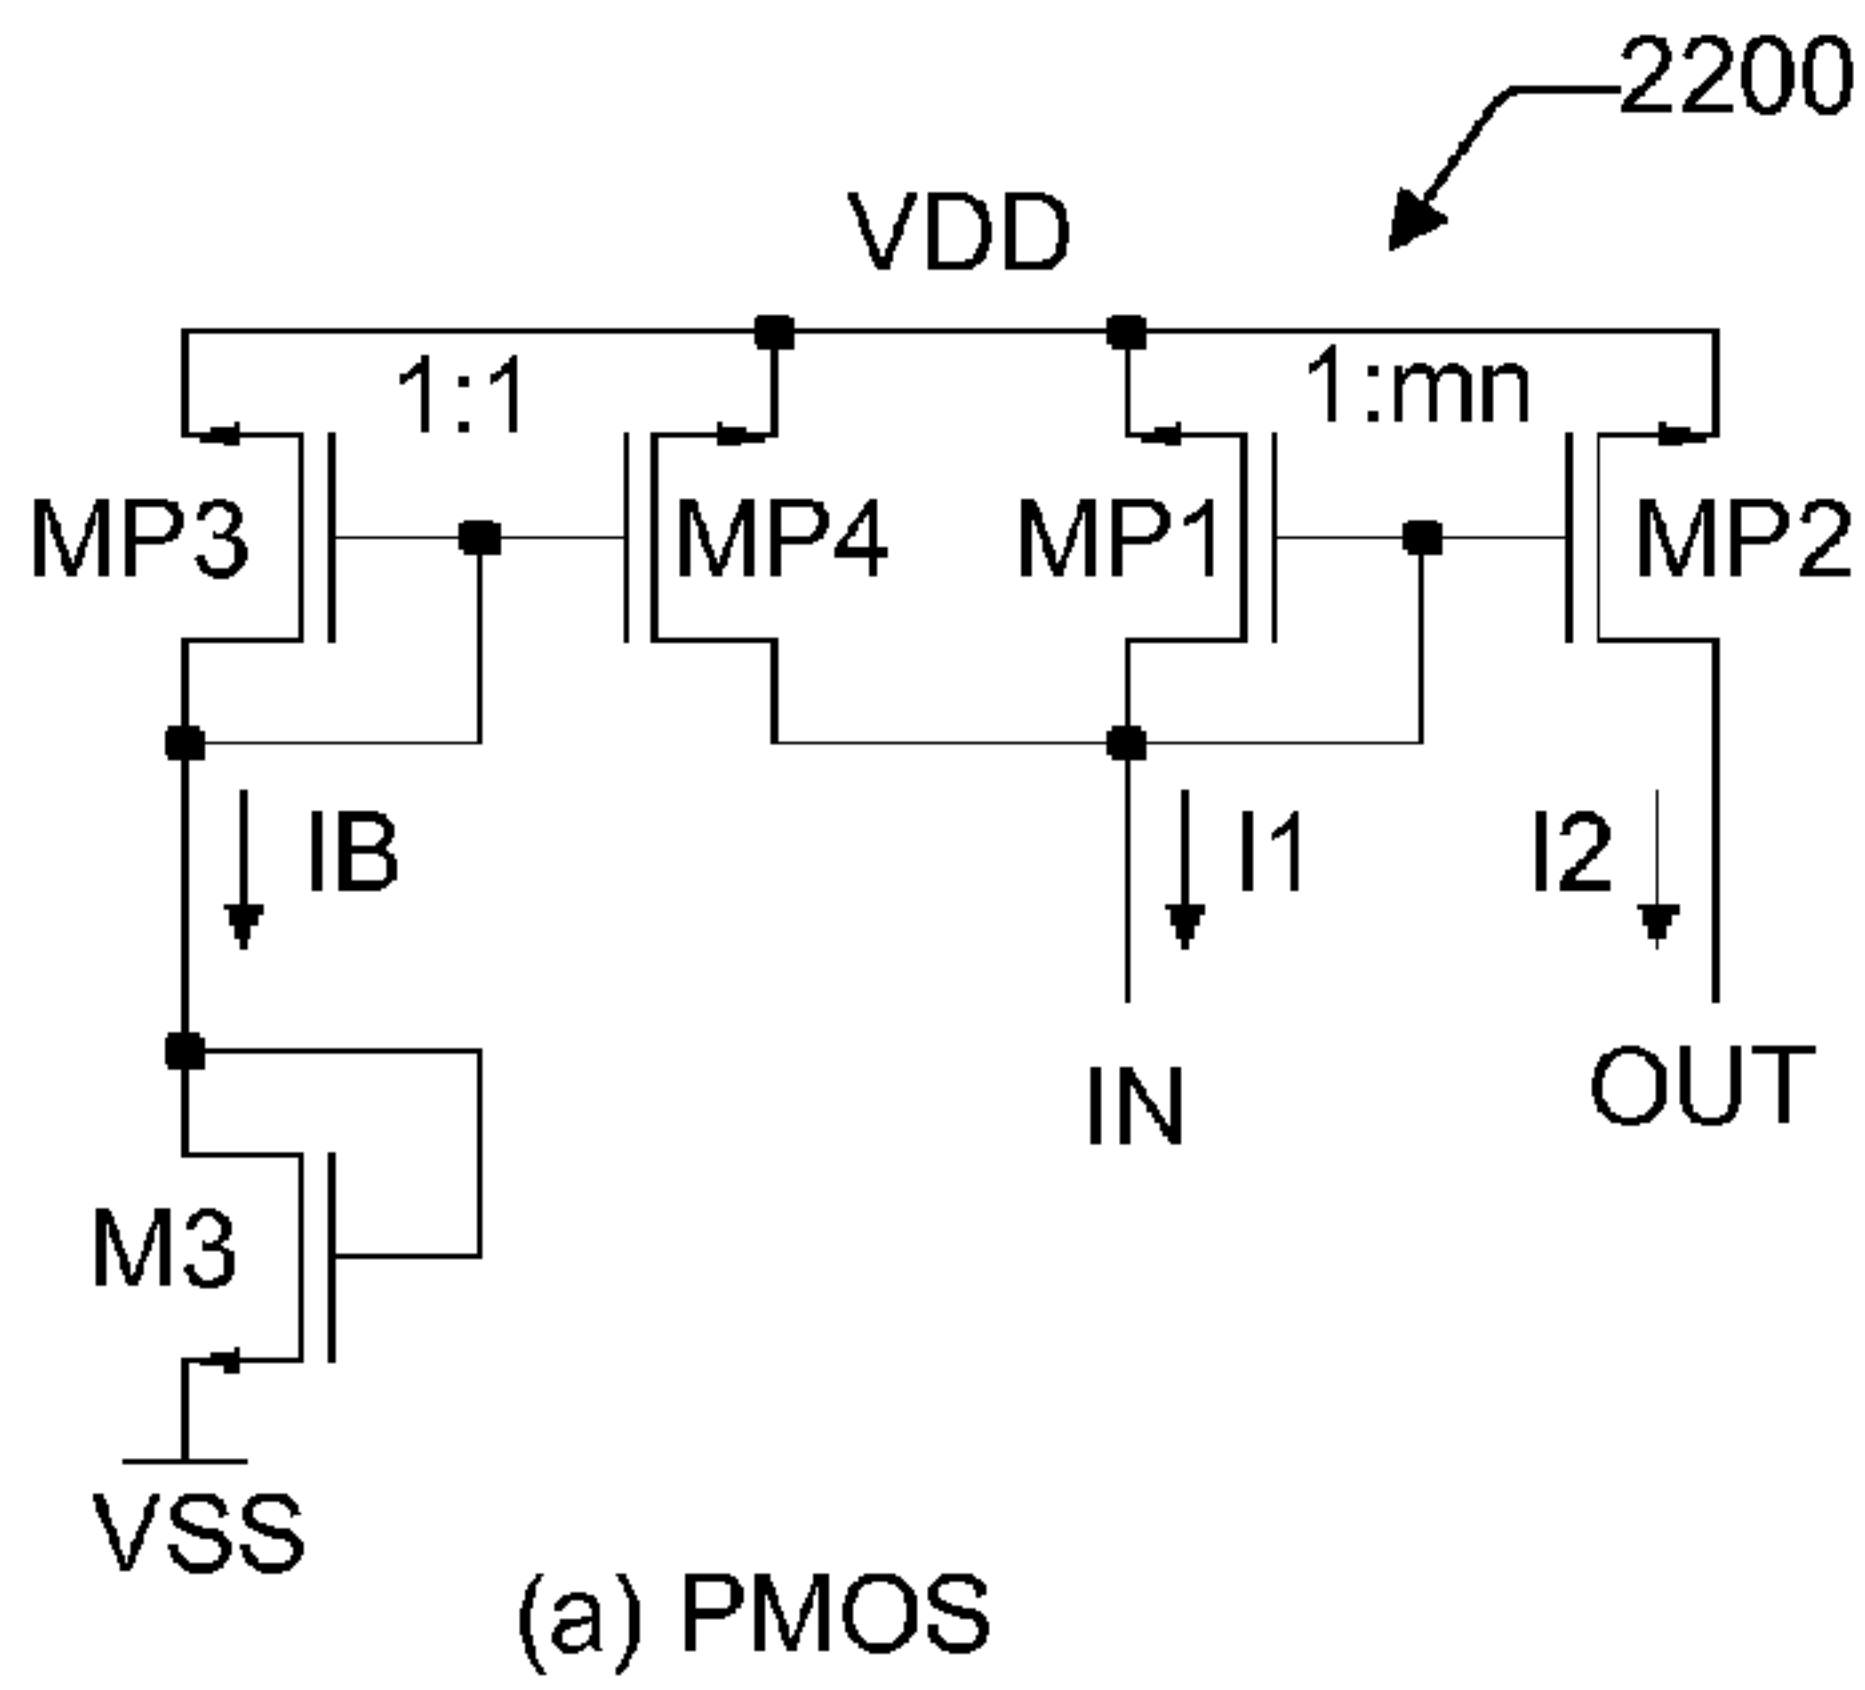 2200
VDD
1:1
1:mn
MP3
MP4
MP1
MP2
IB
I1
I2
IN
OUT
M3
VSS
(a) PMOS